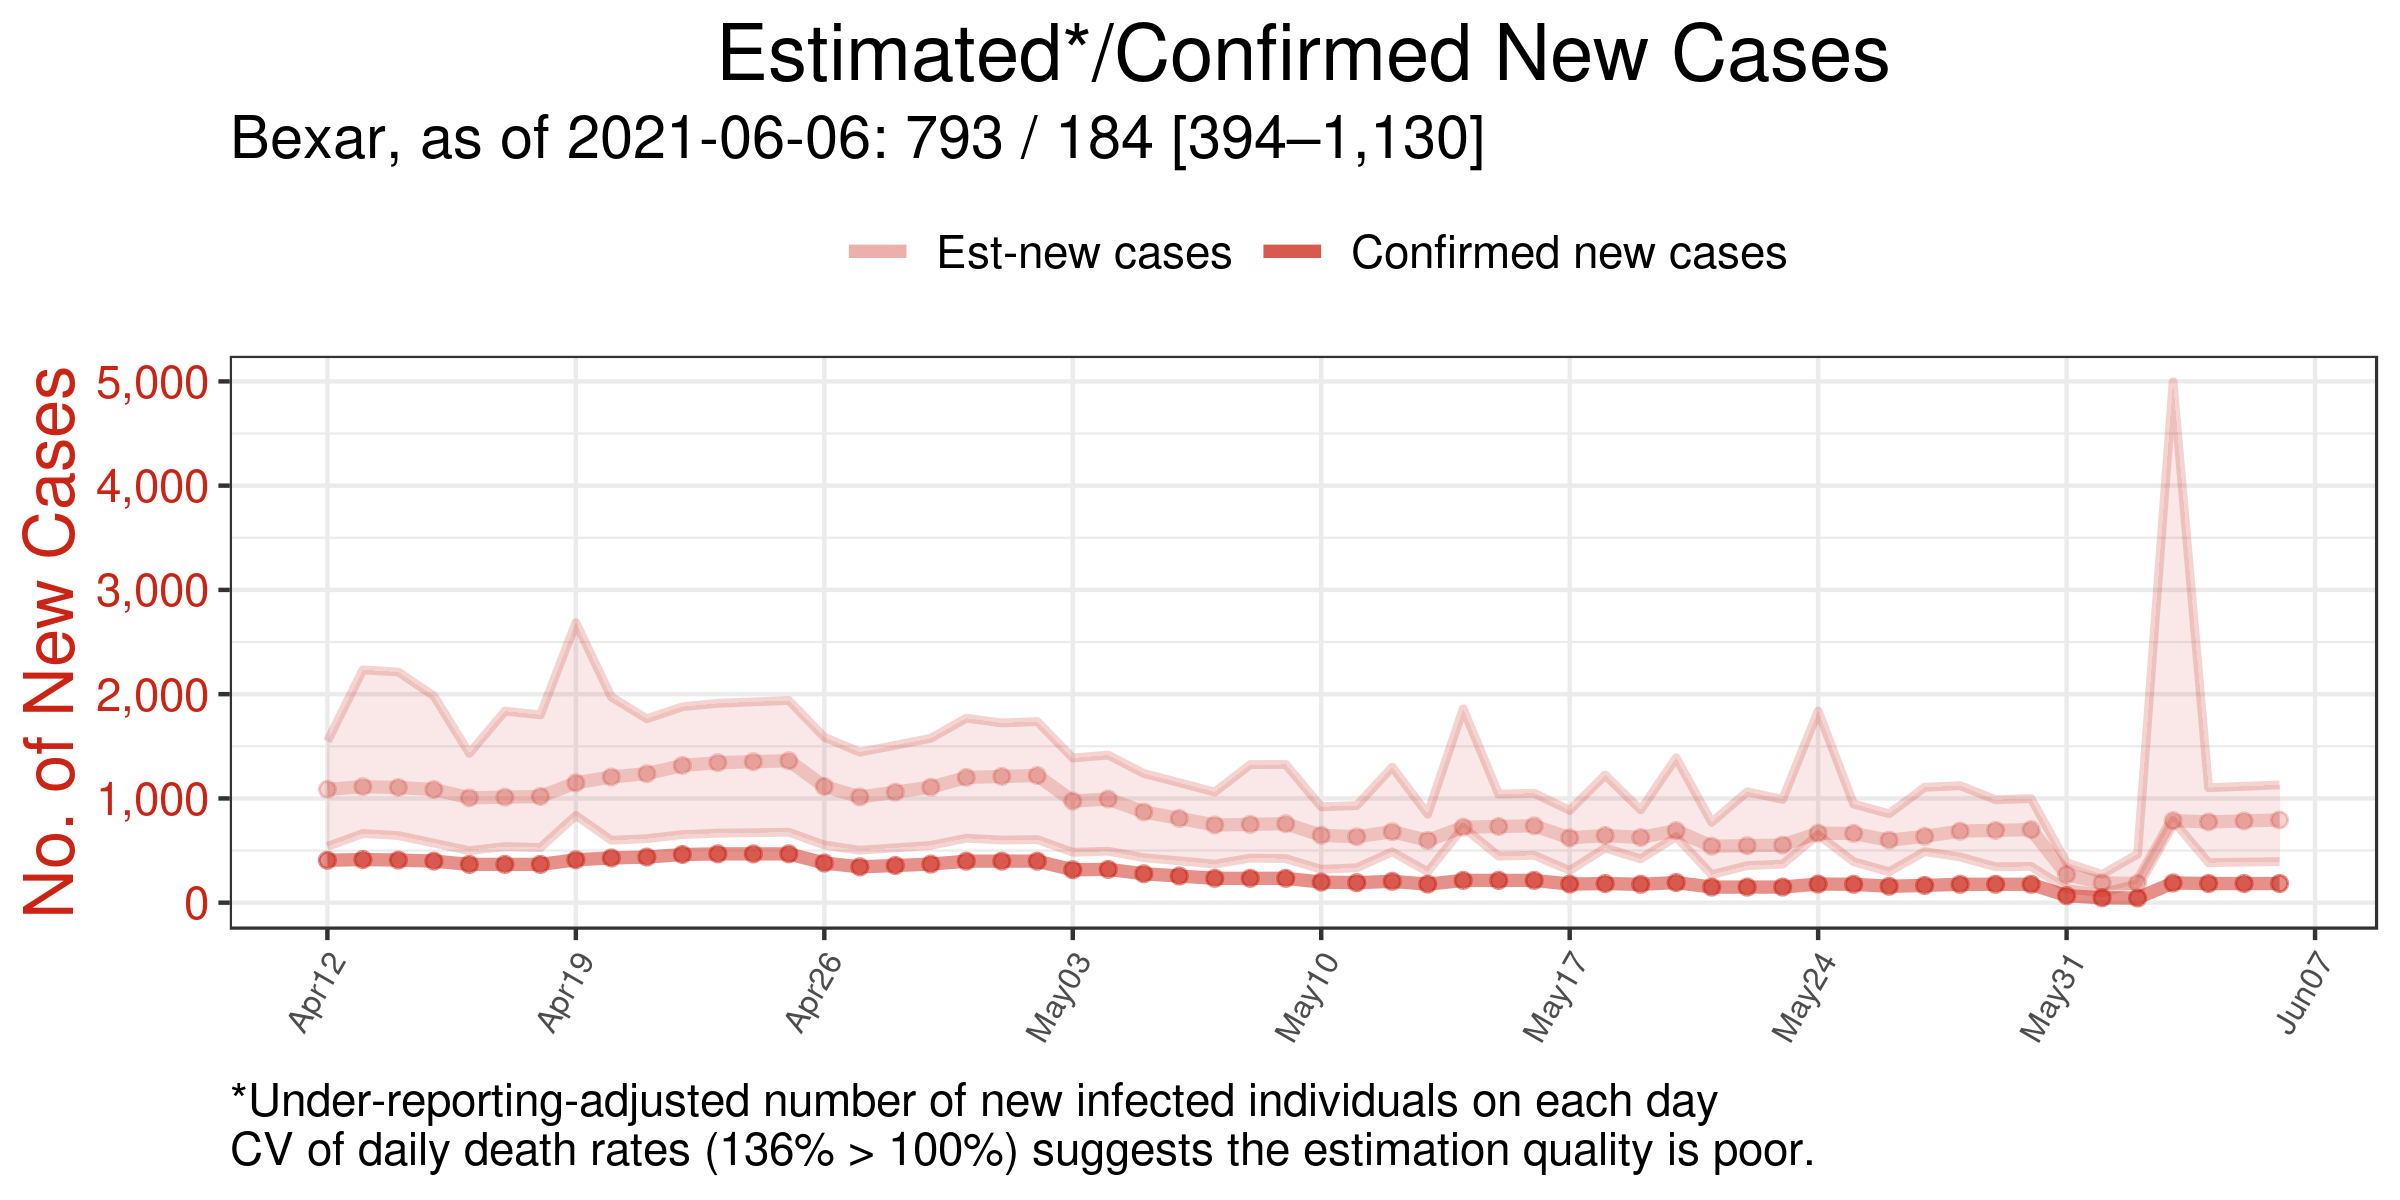 Estimated*/Confirmed New Cases
Bexar, as of 2021-06-06: 793 / 184 [394–1,130]
Est-new cases
Confirmed new cases
No. of New Cases
5,000
4,000
3,000
2,000
1,000
0
Apr12
Apr19
Apr26
May03
May10
May17
May24
May31
Jun07
*Under-reporting-adjusted number of new infected individuals on each day
CV of daily death rates (136% > 100%) suggests the estimation quality is poor.